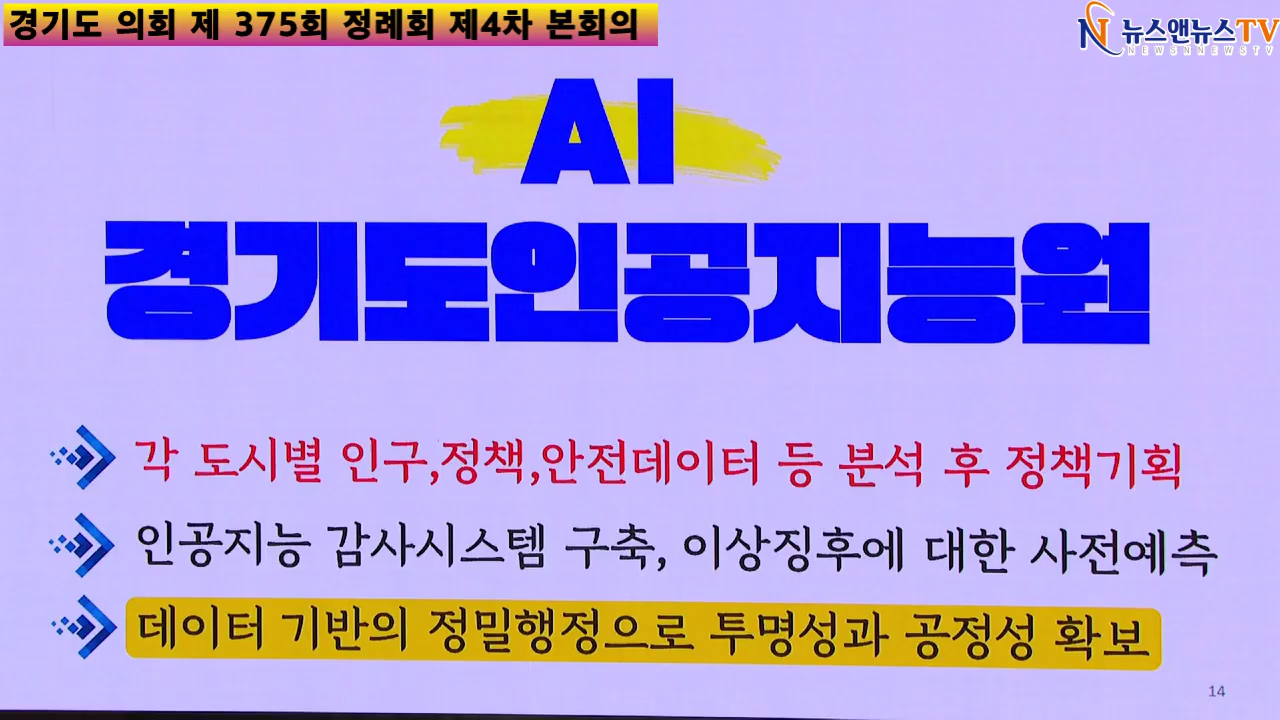 경기도 의회 제 375회 정례회 제4차 본회의
뉴스앤뉴스TV
NEWSNNEWSTV
AI
경기도인공지능원
각 도시별 인구,정책,안전데이터 등 분석 후 정책기획
인공지능 감사시스템 구축, 이상징후에 대한 사전예측
데이터 기반의 정밀행정으로 투명성과 공정성 확보
14